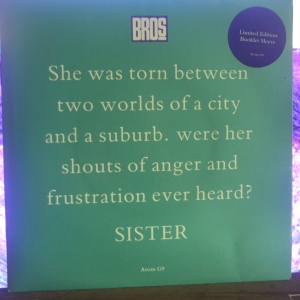 BROS
Limited Edition
Booklet Sleeve
She was torn between
two worlds of a city
and a suburb. were her
shouts of anger and
frustration ever heard?
SISTER